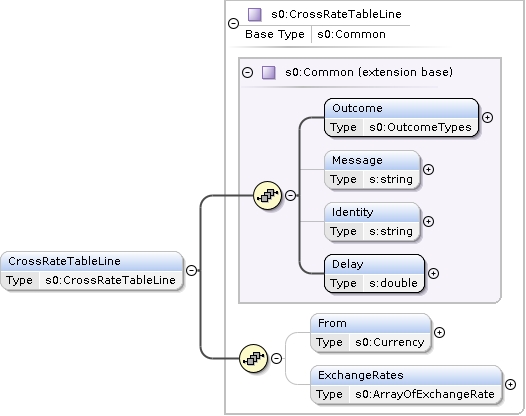 s0:CrossRateTableLine
Base Type s0:Common
s0:Common (extension base)
Outcome
Type s0:OutcomeTypes
Message
Type s:string
Identity
Type s:string
CrossRateTableLine
Type s0:CrossRateTableLine
Delay
Type s:double
From
Type s0:Currency
ExchangeRates
Type s0:ArrayOfExchangeRate